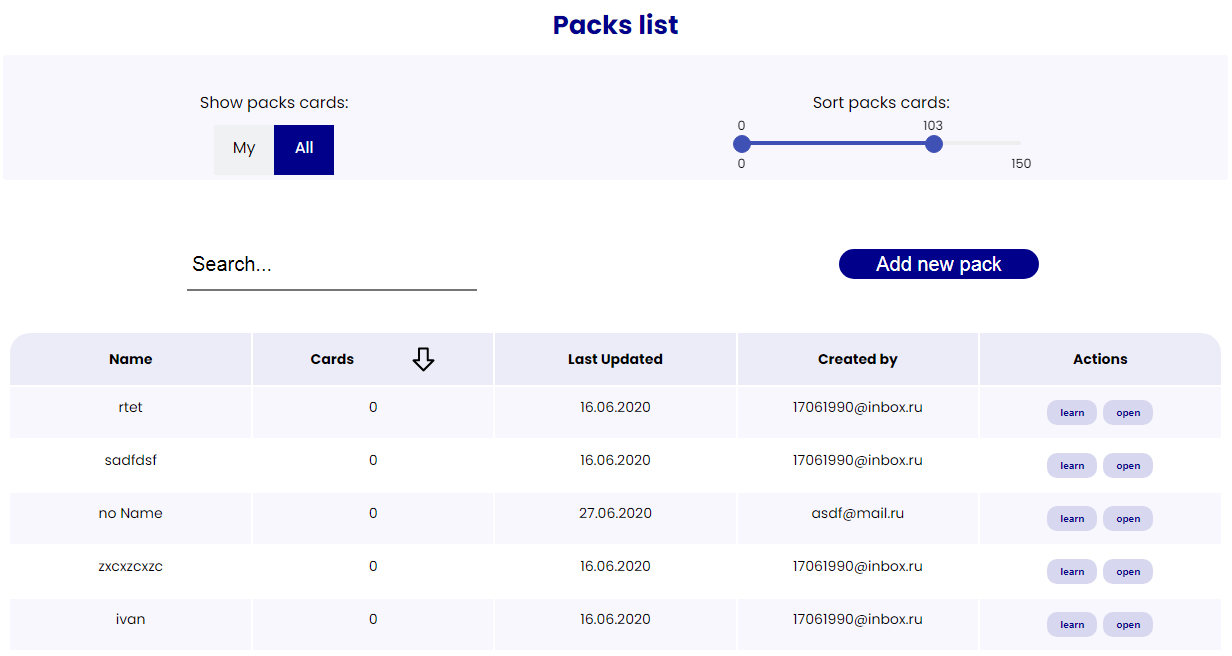 Packs list
Show packs cards: Sort packs cards:
0 103
My All
0 150
Search... Add new pack
Name Cards Last Updated Created by Actions
rtet 0 16.06.2020 17061990@inbox.ru learn open
sadfdsf 0 16.06.2020 17061990@inbox.ru learn open
no Name 0 27.06.2020 asdf@mail.ru learn open
zxcxzcxzc 0 16.06.2020 17061990@inbox.ru learn open
ivan 0 16.06.2020 17061990@inbox.ru learn open